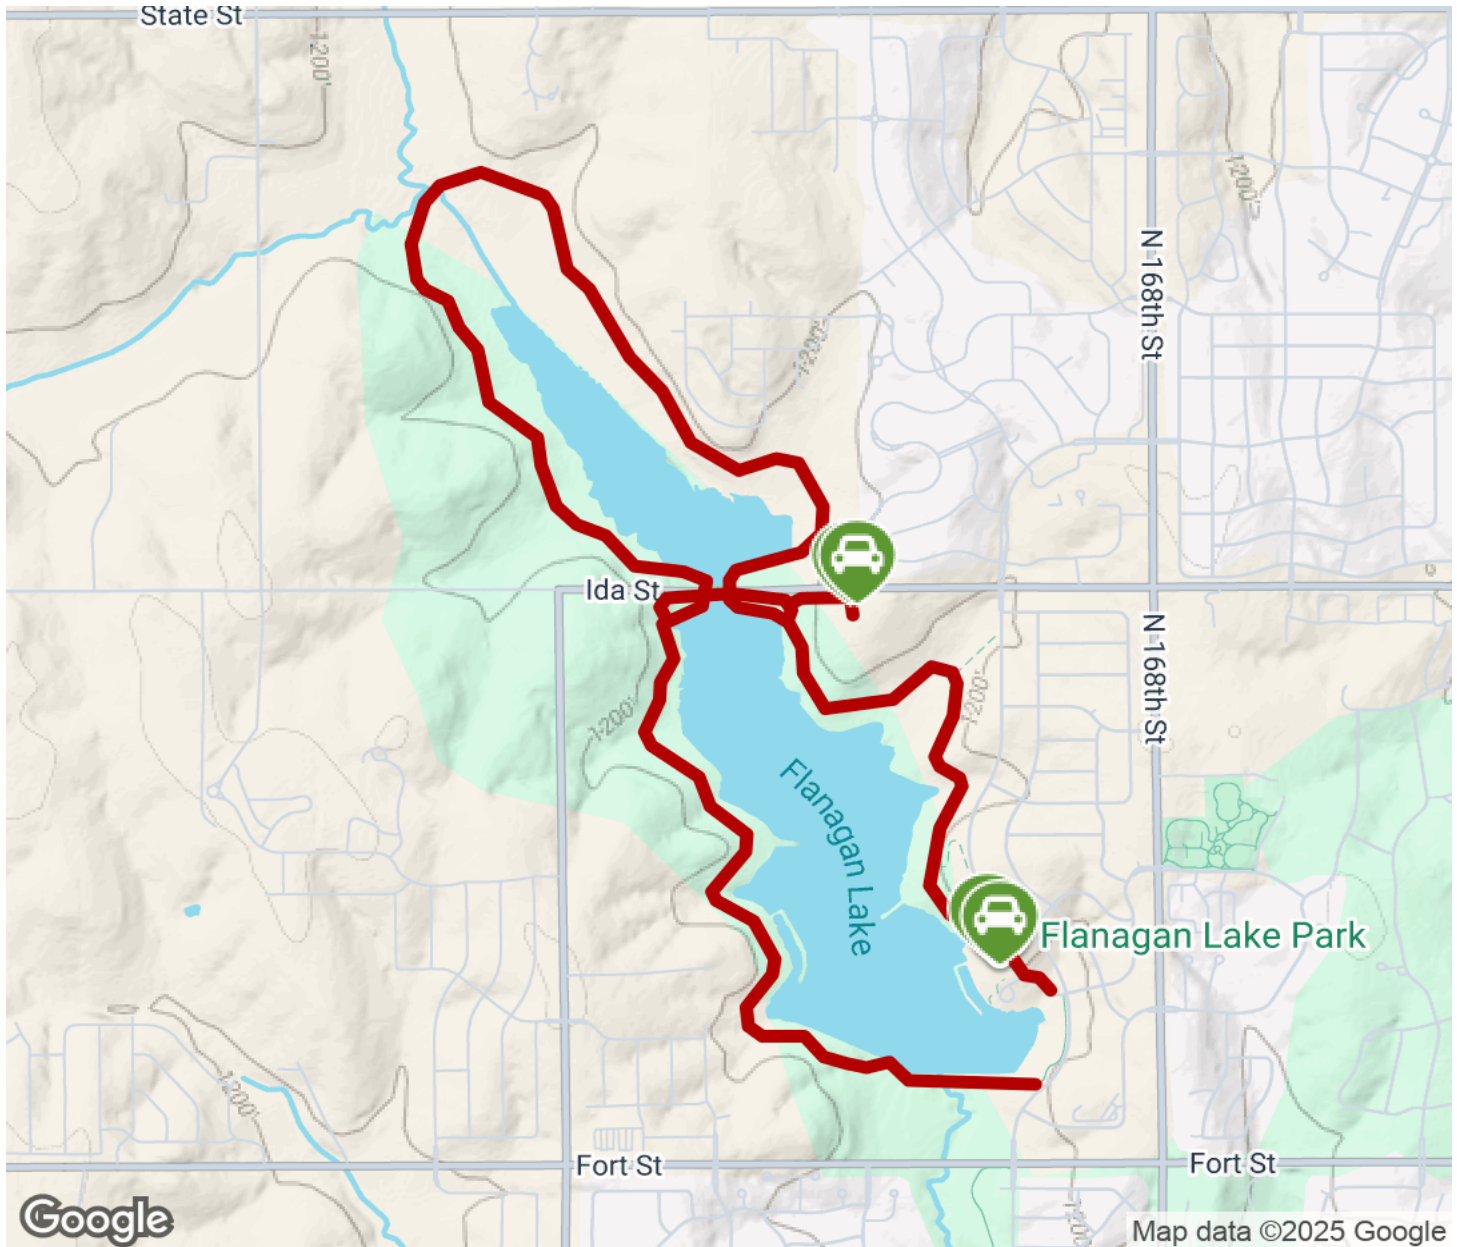 State St
1200'
1200'
N 168th St
1200'
Ida St
N 168th St
1200'
1200'
Flanagan Lake
Flanagan Lake Park
1200'
Fort St
Fort St
1200'
Google
Map data ©2025 Google